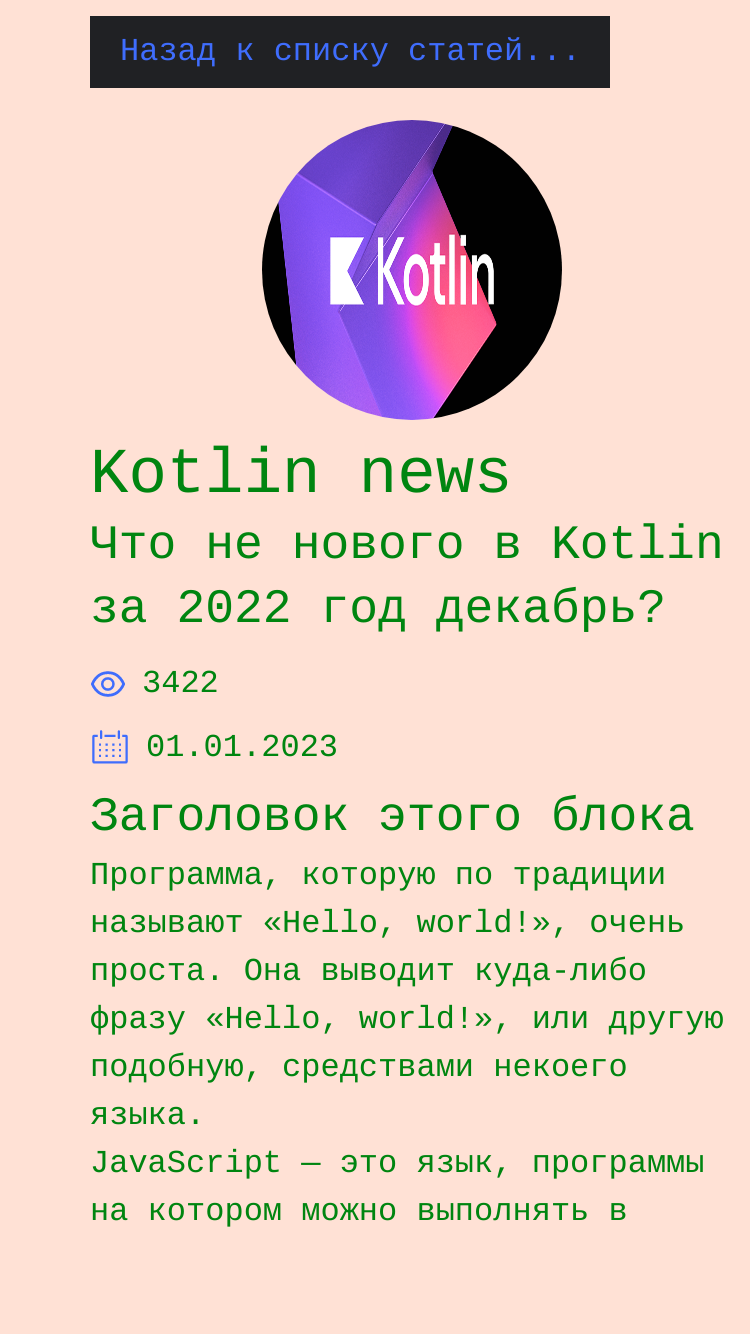 Назад к списку статей...
Kotlin
Kotlin news
Что не нового в Kotlin
за 2022 год декабрь?
3422
01.01.2023
Заголовок этого блока
Программа, которую по традиции
называют «Hello, world!», очень
проста. Она выводит куда-либо
фразу «Hello, world!», или другую
подобную, средствами некоего
языка.
JavaScript — это язык, программы
на котором можно выполнять в